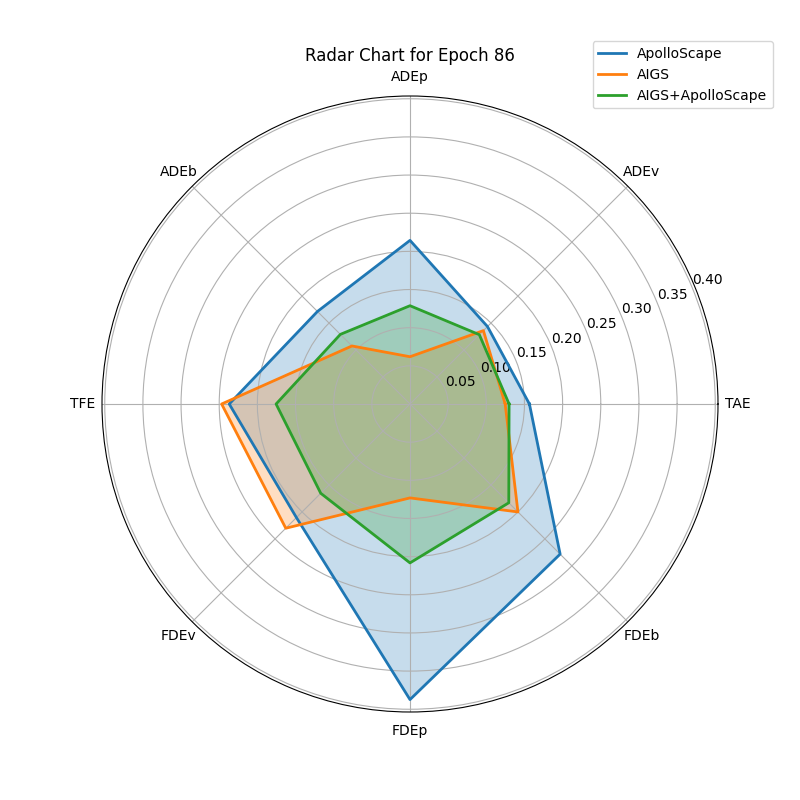 Radar Chart for Epoch 86
ApolloScape
AIGS
AIGS+ApolloScape
ADEp
ADEb
ADEv
0.40
0.35
0.30
0.25
0.20
0.15
0.10
0.05
TFE
TAE
FDEv
FDEb
FDEp